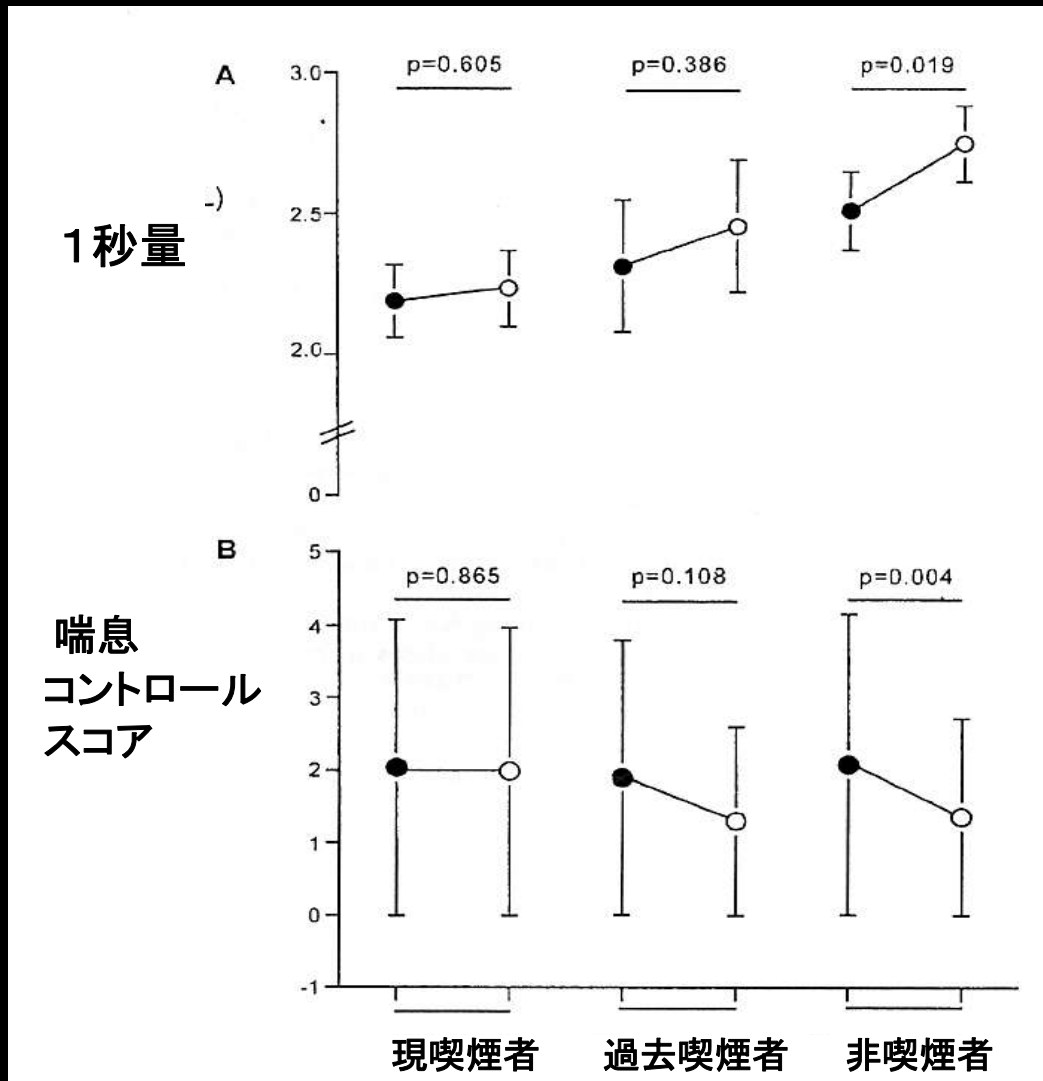 A
3.0
p=0.605
p=0.386
p=0.019
L)
1秒量
2.5
2.0
0
B
5
p=0.865
p=0.108
p=0.004
4
喘息
コントロール
スコア
3
2
1
0
-1
現喫煙者
過去喫煙者
非喫煙者